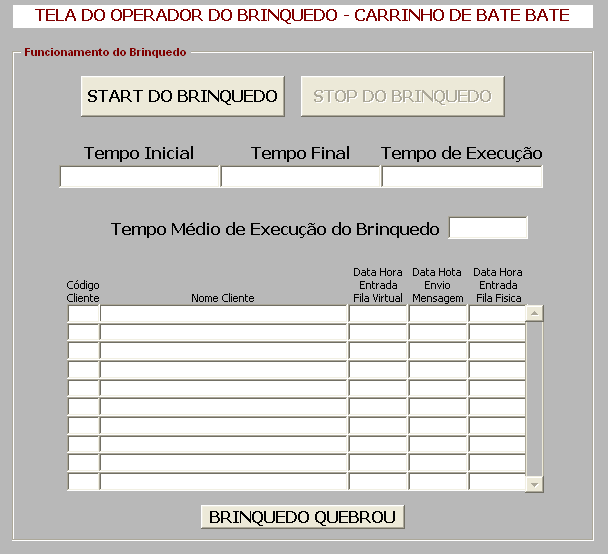 TELA DO OPERADOR DO BRINQUEDO - CARRINHO DE BATE BATE
Funcionamento do Brinquedo
START DO BRINQUEDO STOP DO BRINQUEDO
Tempo Inicial Tempo Final Tempo de Execução
Tempo Médio de Execução do Brinquedo
Data Hora Data Hota Data Hora
Código Entrada Envio Entrada
Cliente Nome Cliente Fila Virtual Mensagem Fila Fisica
BRINQUEDO QUEBROU